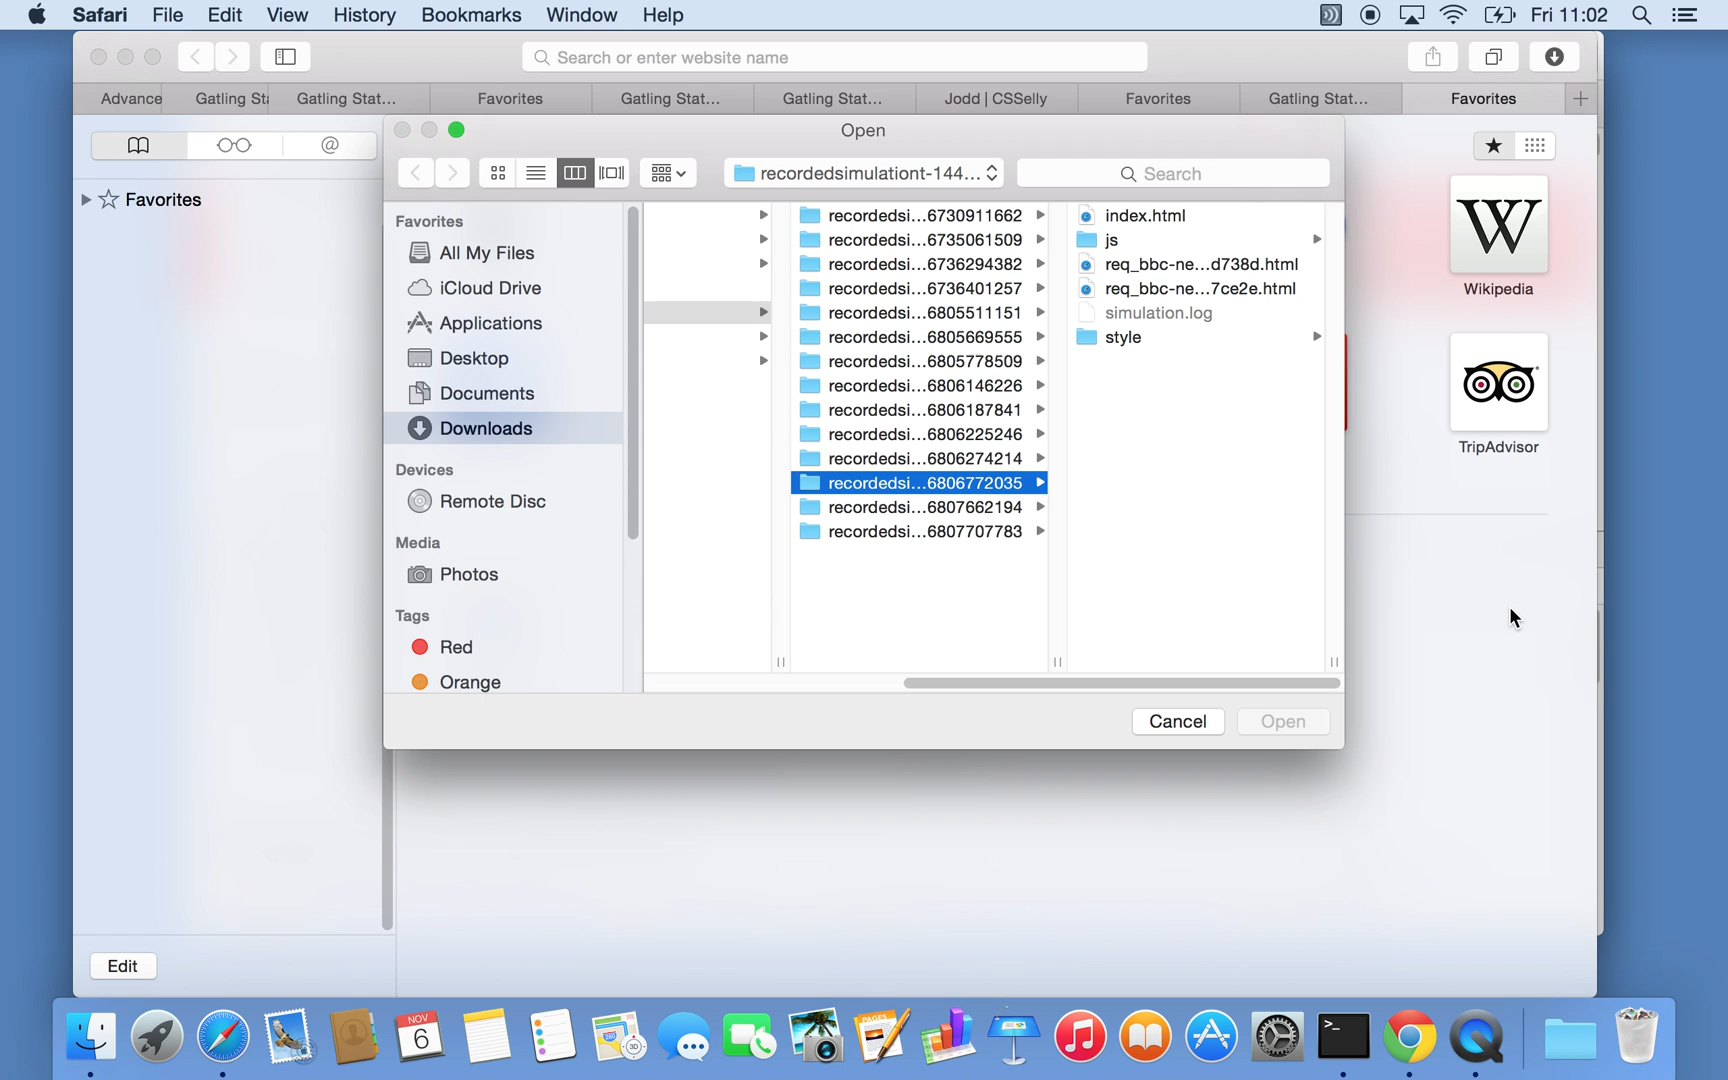 Safari File Edit View History Bookmarks Window Help Fri 11:02
Search or enter website name
Advance Gatling Sta Gatling Stat... Favorites Gatling Stat... Gatling Stat... Jodd | CSSelly Favorites Gatling Stat... Favorites
Open
recordedsimulationt-144...
Search
Favorites
Favorites
All My Files
iCloud Drive
Applications
Desktop
Documents
Downloads
Devices
Remote Disc
Media
Photos
Tags
Red
Orange
recordedsi...6730911662
recordedsi...6735061509
recordedsi...6736294382
recordedsi...6736401257
recordedsi...6805511151
recordedsi...6805669555
recordedsi...6805778509
recordedsi...6806146226
recordedsi...6806187841
recordedsi...6806225246
recordedsi...6806274214
recordedsi...6806772035
recordedsi...6807662194
recordedsi...6807707783
index.html
js
req_bbc-ne...d738d.html
req_bbc-ne...7ce2e.html
simulation.log
style
Cancel Open
W
Wikipedia
TripAdvisor
Edit
NOV
6
3D
PAGES